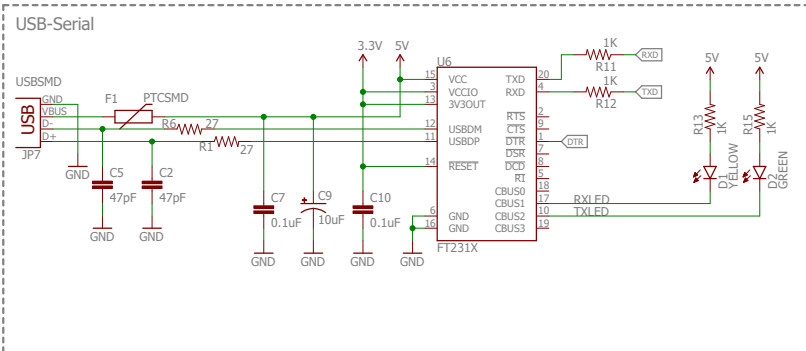 USB-Serial
USBSMD
GND
VBUS
D-
D+
USB
JP7
F1
PTCSMD
R6
27
R1
27
GND
C5
47pF
GND
C2
47pF
GND
C7
0.1uF
GND
C9
10uF
GND
3.3V
5V
C10
0.1uF
GND
GND
U6
15 VCC
3 VCCIO
13 3V3OUT
12 USBDM
11 USBDP
14 RESET
6 GND
16 GND
TXD 20
RXD 4
RTS 2
CTS 9
DTR 1
DSR 7
DCD 8
RI 5
CBUS0 18
CBUS1 17
CBUS2 10
CBUS3 19
FT231X
1K
R11
RXD
1K
R12
TXD
DTR
RXLED
TXLED
5V
R13
1K
D1
YELLOW
5V
R15
1K
D2
GREEN